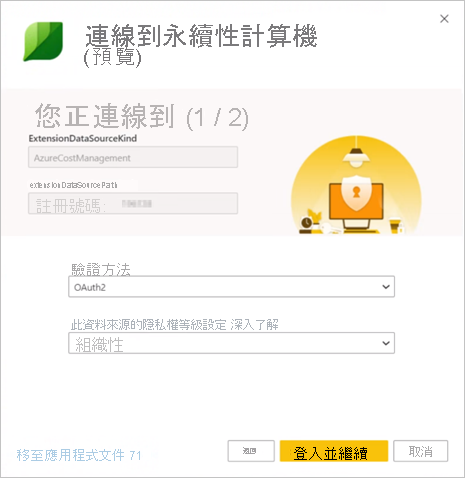 連線到永續性計算機
(預覽)
您正連線到 (1 / 2)
ExtensionDataSourceKind
AzureCostManagement
extensionDataSourcePath
註冊號碼:
驗證方法
OAuth2
此資料來源的隱私權等級設定 深入了解
組織性
移至應用程式文件 71
返回
登入並繼續
取消